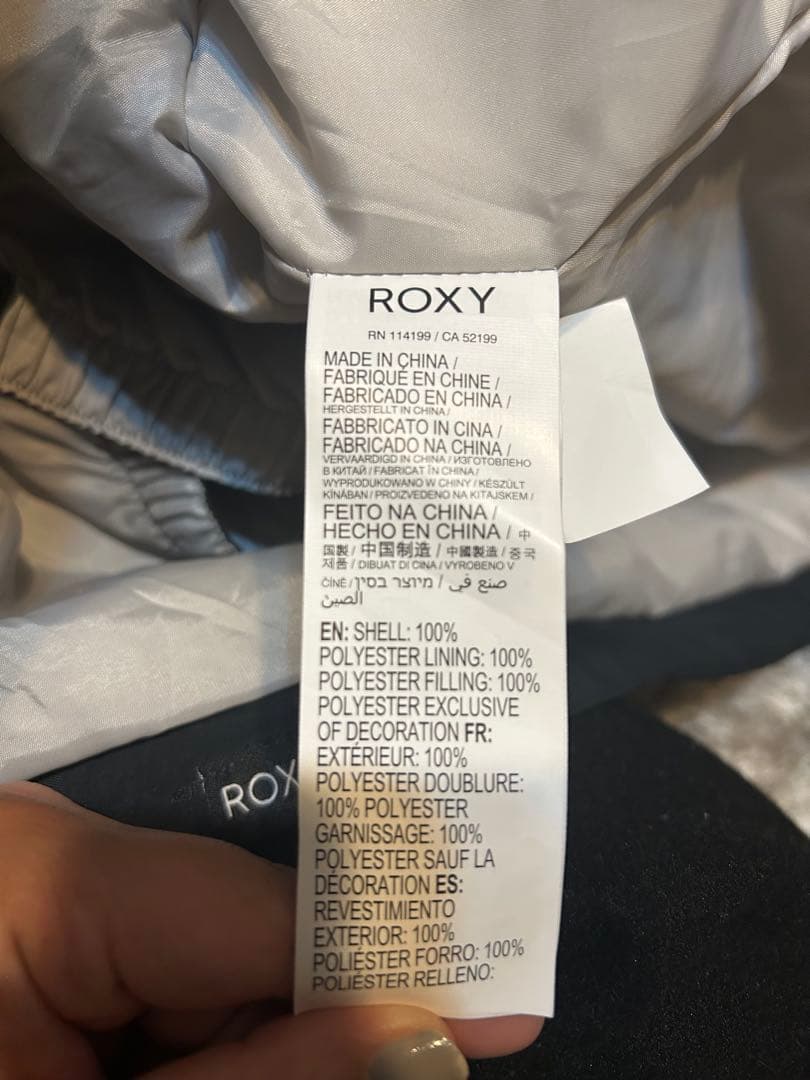 ROXY
RN 114199 / CA 52199
MADE IN CHINA /
FABRIQUÉ EN CHINE /
FABRICADO EN CHINA /
HERGESTELLT IN CHINA /
FABBRICATO IN CINA /
FABRICADO NA CHINA /
VERVAARDIGD IN CHINA / ИЗГОТОВЛЕНО
В КИТАЙ / FABRICAT ÎN CHINA /
WYPRODUKOWANO W CHINY / KÉSZÜLT
KÍNÁBAN / PROIZVEDENO NA KITAJSKEM /
FEITO NA CHINA /
HECHO EN CHINA / 中
国製 / 中国制造 / 中國製造 / 중국
제품 / DIBUAT DI CINA / VYROBENO V
ČÍNĚ / מיוצר בסין / صنع في
الصين
EN: SHELL: 100%
POLYESTER LINING: 100%
POLYESTER FILLING: 100%
POLYESTER EXCLUSIVE
OF DECORATION FR:
EXTÉRIEUR: 100%
POLYESTER DOUBLURE:
100% POLYESTER
GARNISSAGE: 100%
POLYESTER SAUF LA
DÉCORATION ES:
REVESTIMIENTO
EXTERIOR: 100%
POLIÉSTER FORRO: 100%
POLIÉSTER RELLENO:
ROX